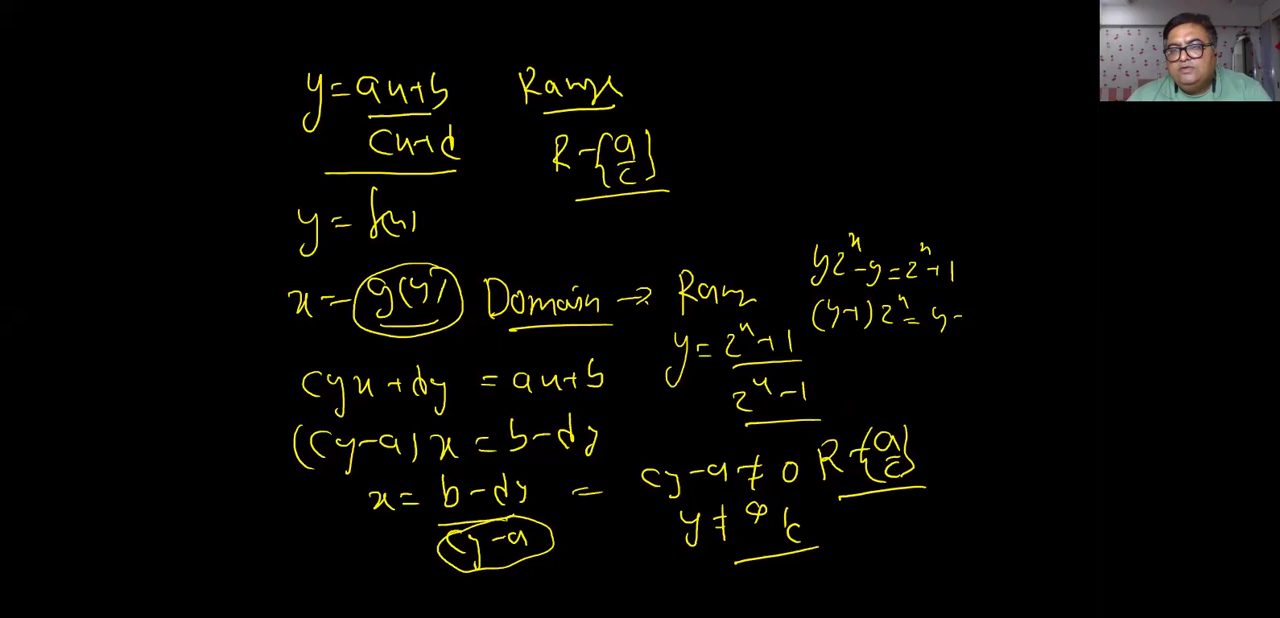 y = ax+b / cx+d
Range
R - {a/c}
y = f(x)
x = g(y) Domain → Rang
cyx + dy = ax+b
(cy-a) x = b-dy
x = b-dy / cy-a =
y = 2^x+1 / 2^x-1
y2^x - y = 2^x+1
(y-1) 2^x = y-
cy-a ≠ 0 R - {a/c}
y ≠ a/c